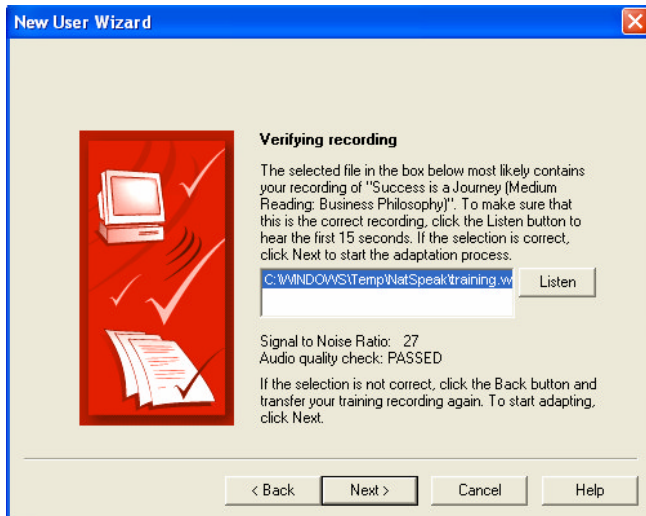 New User Wizard
Verifying recording
The selected file in the box below most likely contains
your recording of "Success is a Journey (Medium
Reading: Business Philosophy)". To make sure that
this is the correct recording, click the Listen button to
hear the first 15 seconds. If the selection is correct,
click Next to start the adaptation process.
C:\WINDOWS\Temp\NatSpeak\training.w
Listen
Signal to Noise Ratio: 27
Audio quality check: PASSED
If the selection is not correct, click the Back button and
transfer your training recording again. To start adapting,
click Next.
< Back
Next >
Cancel
Help